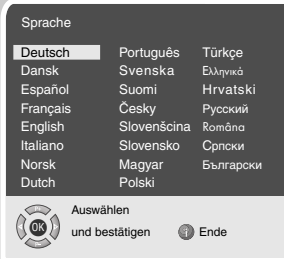 Sprache
Deutsch Português Türkçe
Dansk Svenska Ελληνικά
Español Suomi Hrvatski
Français Česky Русский
English Slovenščina Româna
Italiano Slovensko Српски
Norsk Magyar Български
Dutch Polski
Auswählen
OK und bestätigen i Ende